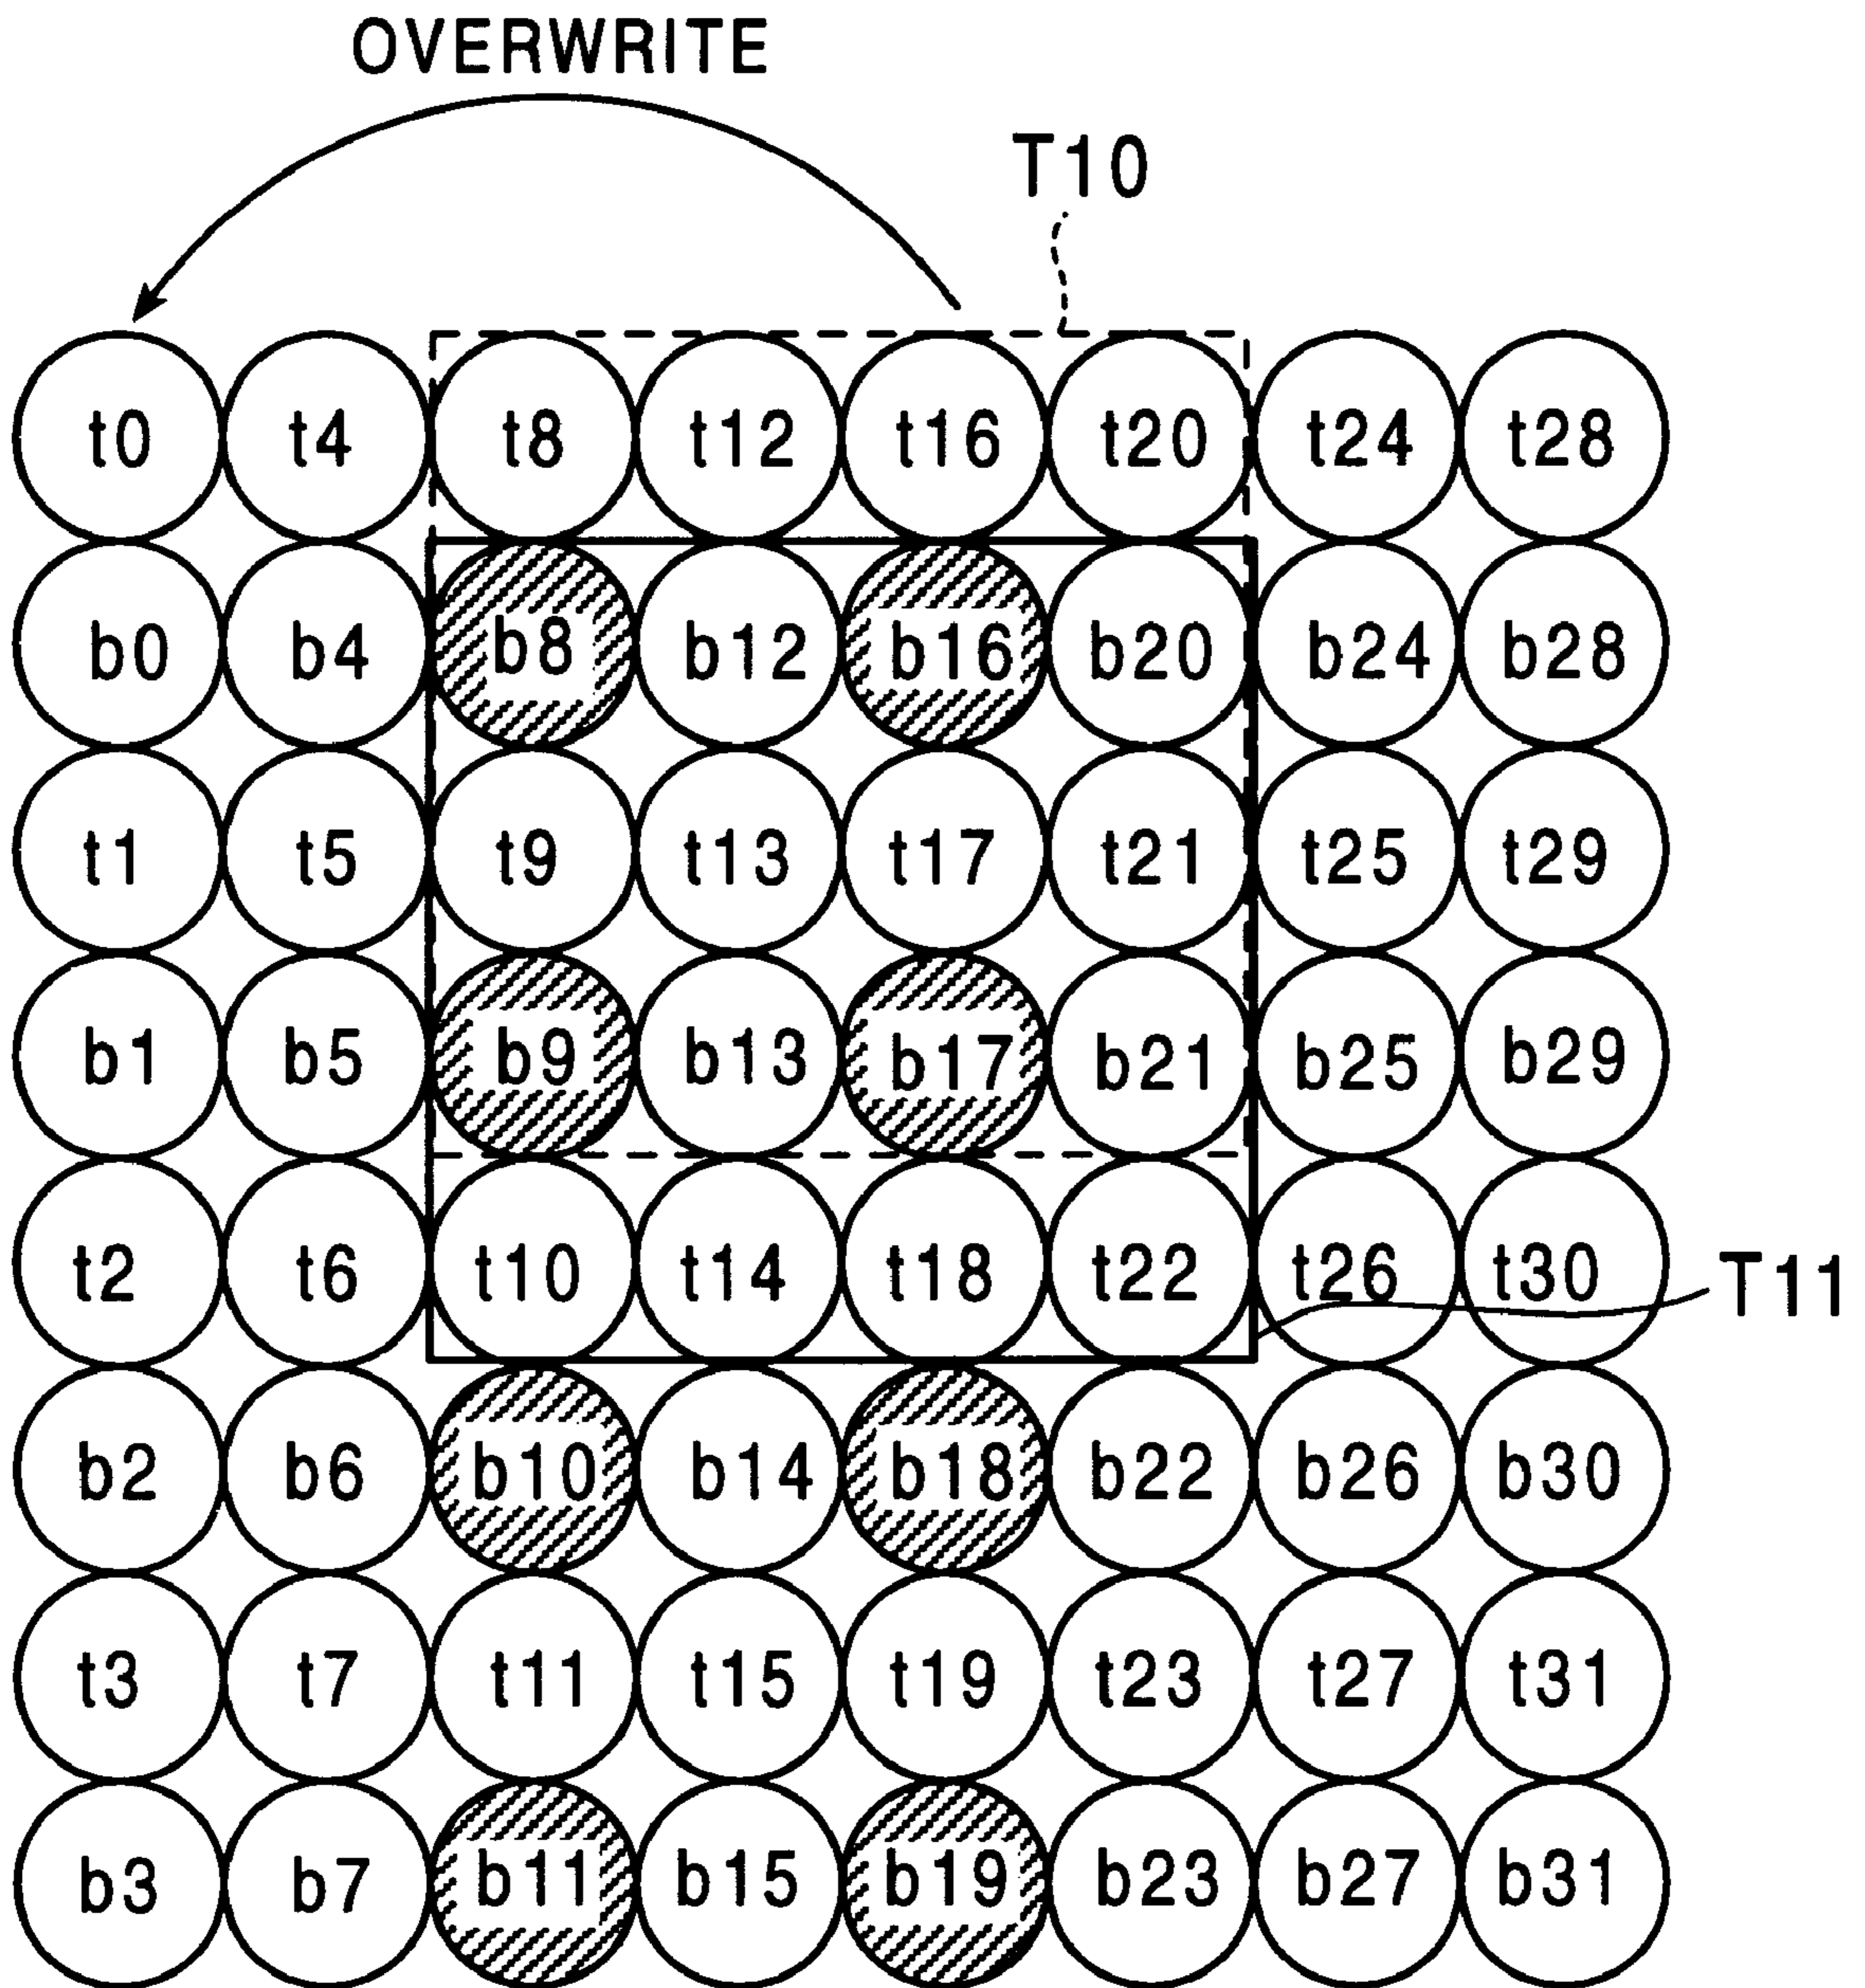 OVERWRITE
T10
t0 t4 t8 t12 t16 t20 t24 t28
b0 b4 b8 b12 b16 b20 b24 b28
t1 t5 t9 t13 t17 t21 t25 t29
b1 b5 b9 b13 b17 b21 b25 b29
t2 t6 t10 t14 t18 t22 t26 t30 T11
b2 b6 b10 b14 b18 b22 b26 b30
t3 t7 t11 t15 t19 t23 t27 t31
b3 b7 b11 b15 b19 b23 b27 b31